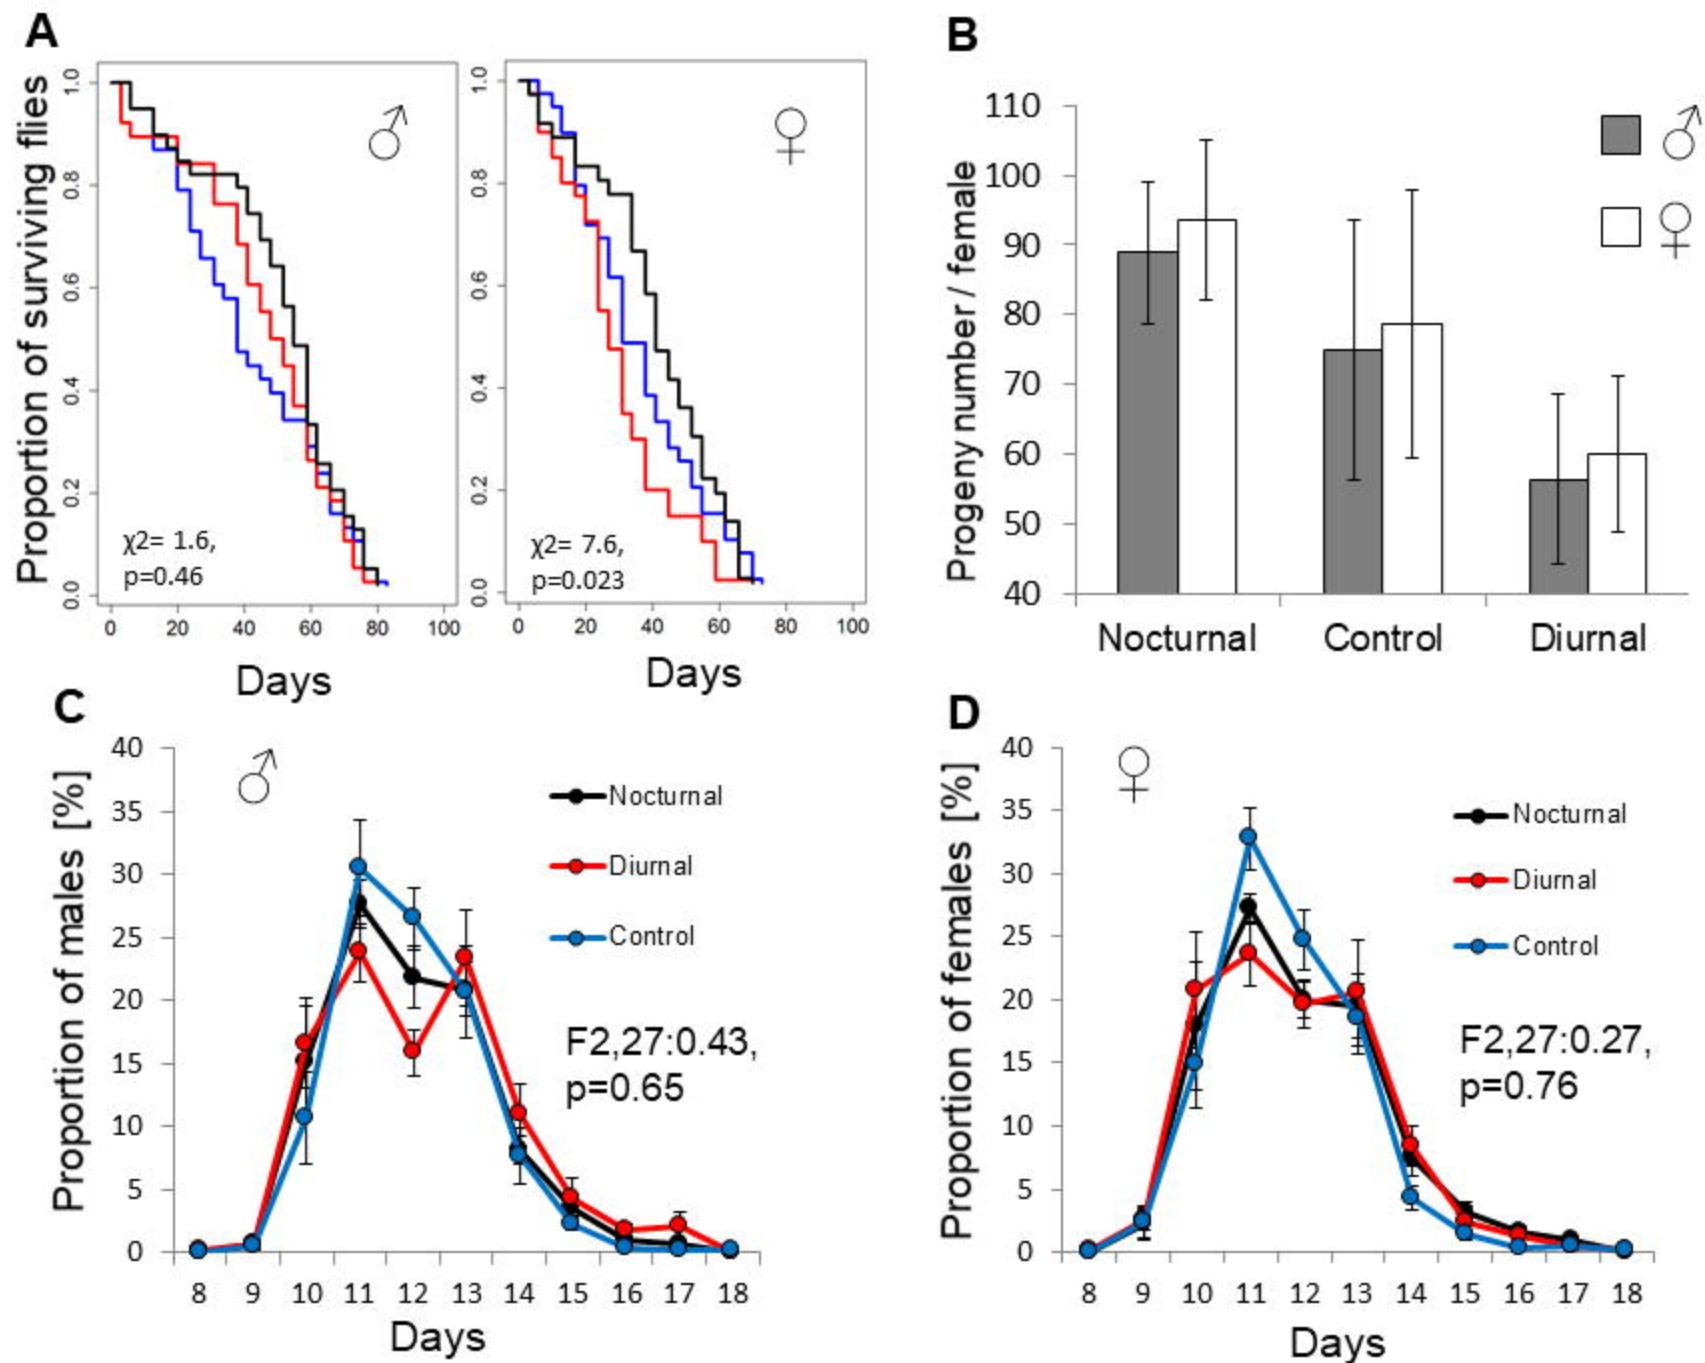 A
Proportion of surviving flies
1.0
0.8
0.6
0.4
0.2
0.0
♂
χ2= 1.6,
p=0.46
0 20 40 60 80 100
Days
1.0
0.8
0.6
0.4
0.2
0.0
♀
χ2= 7.6,
p=0.023
0 20 40 60 80 100
Days
B
Progeny number / female
110
100
90
80
70
60
50
40
♂
♀
Nocturnal Control Diurnal
C
Proportion of males [%]
40
35
30
25
20
15
10
5
0
♂
Nocturnal
Diurnal
Control
F2,27:0.43,
p=0.65
8 9 10 11 12 13 14 15 16 17 18
Days
D
Proportion of females [%]
40
35
30
25
20
15
10
5
0
♀
Nocturnal
Diurnal
Control
F2,27:0.27,
p=0.76
8 9 10 11 12 13 14 15 16 17 18
Days